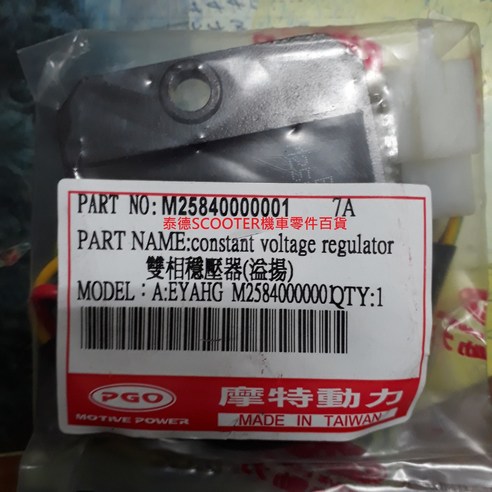 PART NO: M25840000001 7A
泰德SCOOTER機車零件百貨
PART NAME:constant voltage regulator
雙相穩壓器(溢揚)
MODEL：A:EYAHG M25840000001QTY:1
PGO
MOTIVE POWER
摩特動力
MADE IN TAIWAN